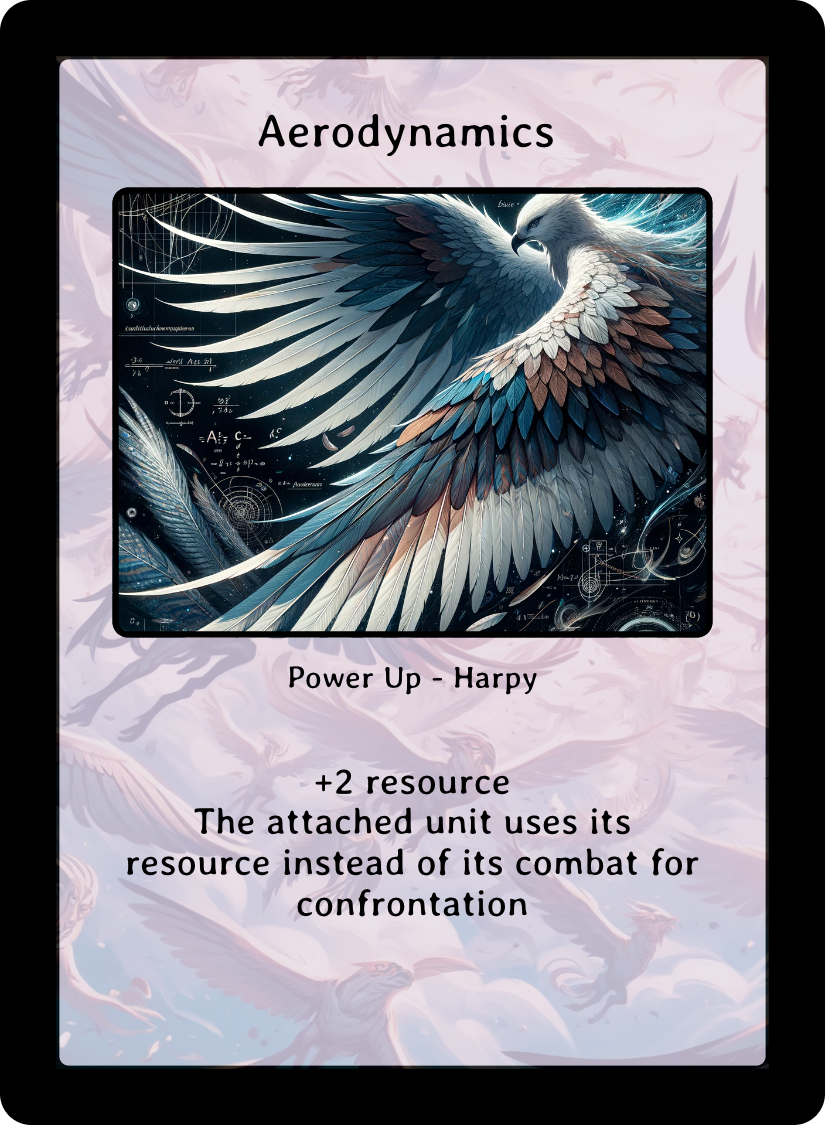 Aerodynamics
Power Up - Harpy
+2 resource
The attached unit uses its
resource instead of its combat for
confrontation